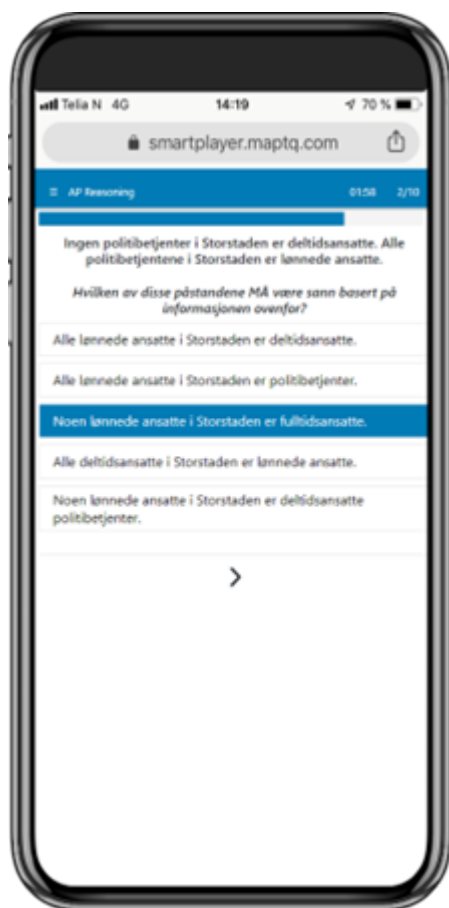 Telia N 4G 14:19 70 %
smartplayer.maptq.com
AP Reasoning 01:58 2/10
Ingen politibetjenter i Storstaden er deltidsansatte. Alle
politibetjentene i Storstaden er lønnede ansatte.
Hvilken av disse påstandene MÅ være sann basert på
informasjonen ovenfor?
Alle lønnede ansatte i Storstaden er deltidsansatte.
Alle lønnede ansatte i Storstaden er politibetjenter.
Noen lønnede ansatte i Storstaden er fulltidsansatte.
Alle deltidsansatte i Storstaden er lønnede ansatte.
Noen lønnede ansatte i Storstaden er deltidsansatte
politibetjenter.